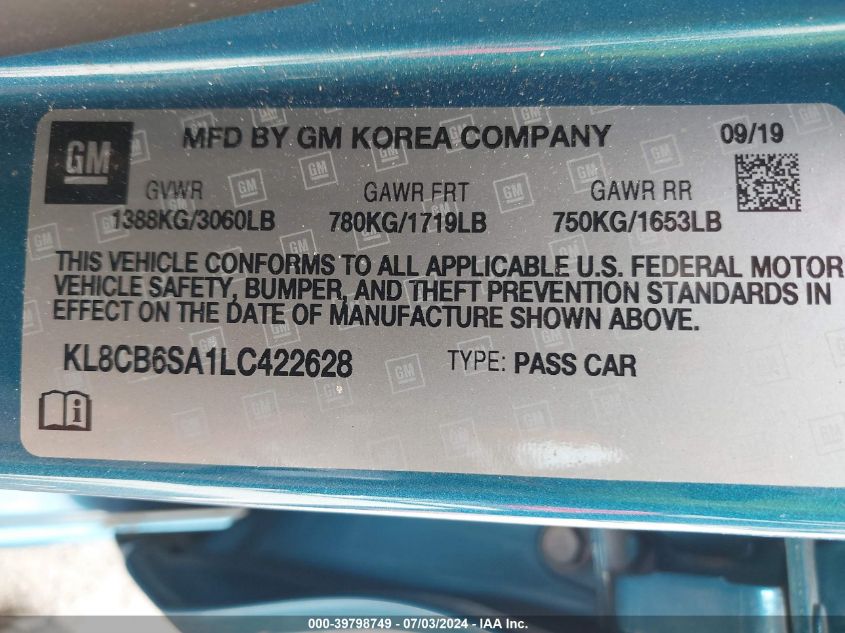 GM
MFD BY GM KOREA COMPANY 09/19
GVWR GAWR FRT GAWR RR
1388KG/3060LB 780KG/1719LB 750KG/1653LB
THIS VEHICLE CONFORMS TO ALL APPLICABLE U.S. FEDERAL MOTOR
VEHICLE SAFETY, BUMPER, AND THEFT PREVENTION STANDARDS IN
EFFECT ON THE DATE OF MANUFACTURE SHOWN ABOVE.
KL8CB6SA1LC422628 TYPE: PASS CAR
000-39798749 - 07/03/2024 - IAA Inc.